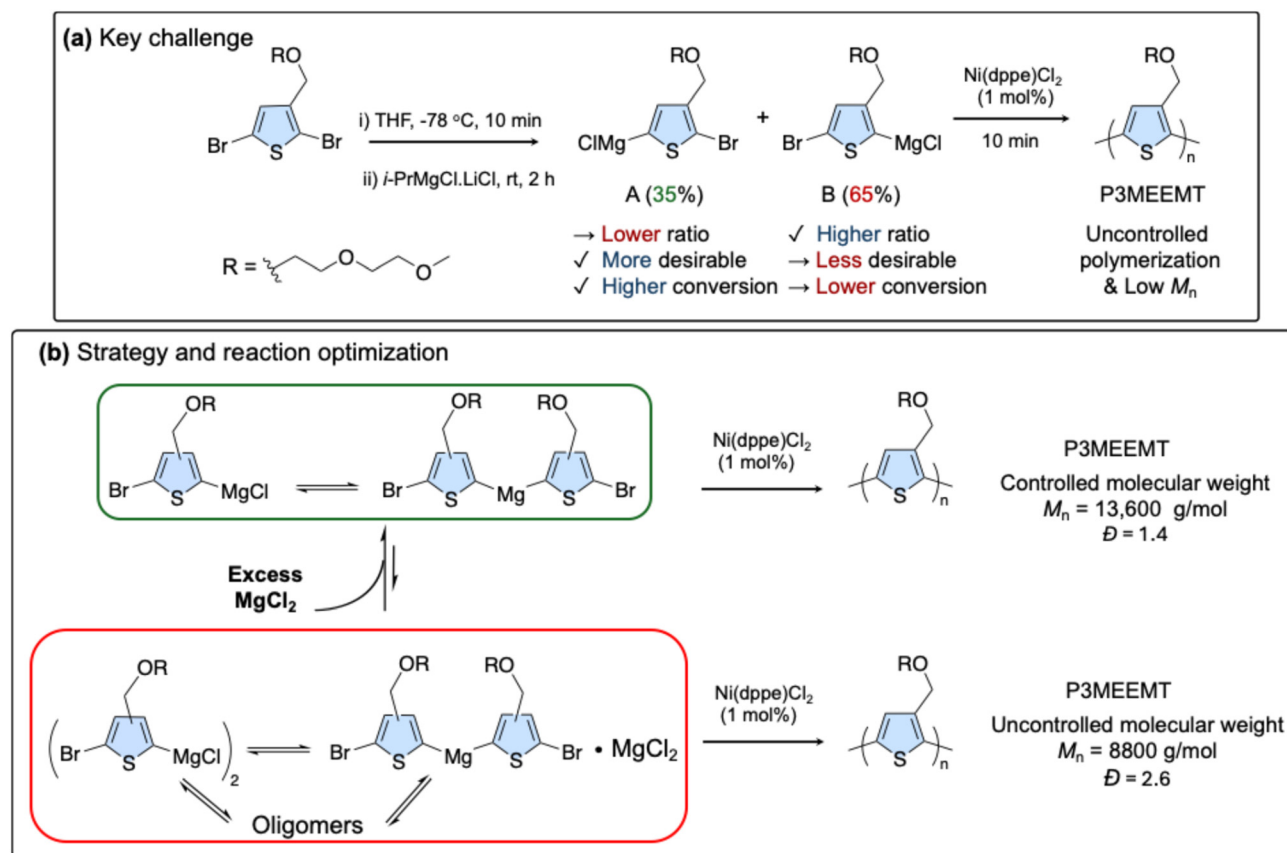 (a) Key challenge
RO
Br
S
Br
i) THF, -78 °C, 10 min
ii) i-PrMgCl.LiCl, rt, 2 h
RO
ClMg
S
Br
A (35%)
→ Lower ratio
✓ More desirable
✓ Higher conversion
+
RO
Br
S
MgCl
B (65%)
✓ Higher ratio
→ Less desirable
→ Lower conversion
Ni(dppe)Cl2
(1 mol%)
10 min
RO
S
n
P3MEEMT
Uncontrolled
polymerization
& Low Mn
R =
O
O
(b) Strategy and reaction optimization
OR
Br
S
MgCl
OR
RO
Br
S
Mg
S
Br
Ni(dppe)Cl2
(1 mol%)
RO
S
n
P3MEEMT
Controlled molecular weight
Mn = 13,600 g/mol
Đ = 1.4
Excess
MgCl2
OR
(Br
S
MgCl)2
OR
RO
Br
S
Mg
S
Br • MgCl2
Oligomers
Ni(dppe)Cl2
(1 mol%)
RO
S
n
P3MEEMT
Uncontrolled molecular weight
Mn = 8800 g/mol
Đ = 2.6